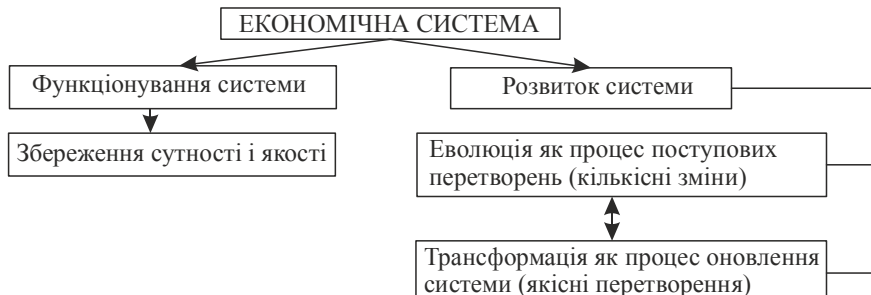 ЕКОНОМІЧНА СИСТЕМА
Функціонування системи
Розвиток системи
Збереження сутності і якості
Еволюція як процес поступових
перетворень (кількісні зміни)
Трансформація як процес оновлення
системи (якісні перетворення)